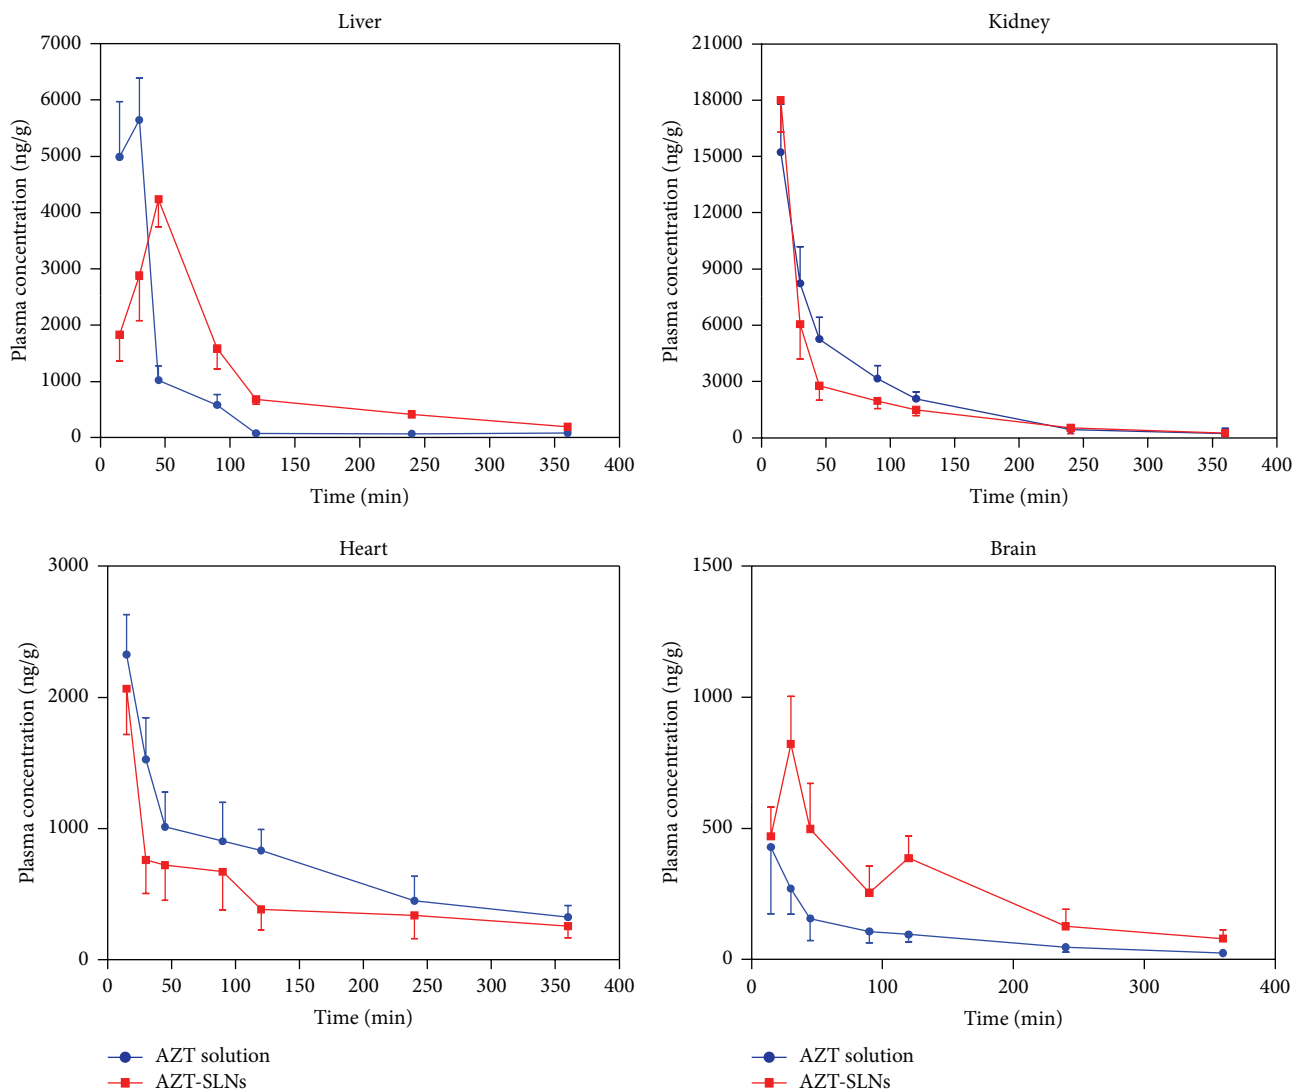 Liver
Plasma concentration (ng/g)
7000
6000
5000
4000
3000
2000
1000
0
0 50 100 150 200 250 300 350 400
Time (min)
Kidney
Plasma concentration (ng/g)
21000
18000
15000
12000
9000
6000
3000
0
0 50 100 150 200 250 300 350 400
Time (min)
Heart
Plasma concentration (ng/g)
3000
2000
1000
0
0 50 100 150 200 250 300 350 400
Time (min)
AZT solution
AZT-SLNs
Brain
Plasma concentration (ng/g)
1500
1000
500
0
0 100 200 300 400
Time (min)
AZT solution
AZT-SLNs